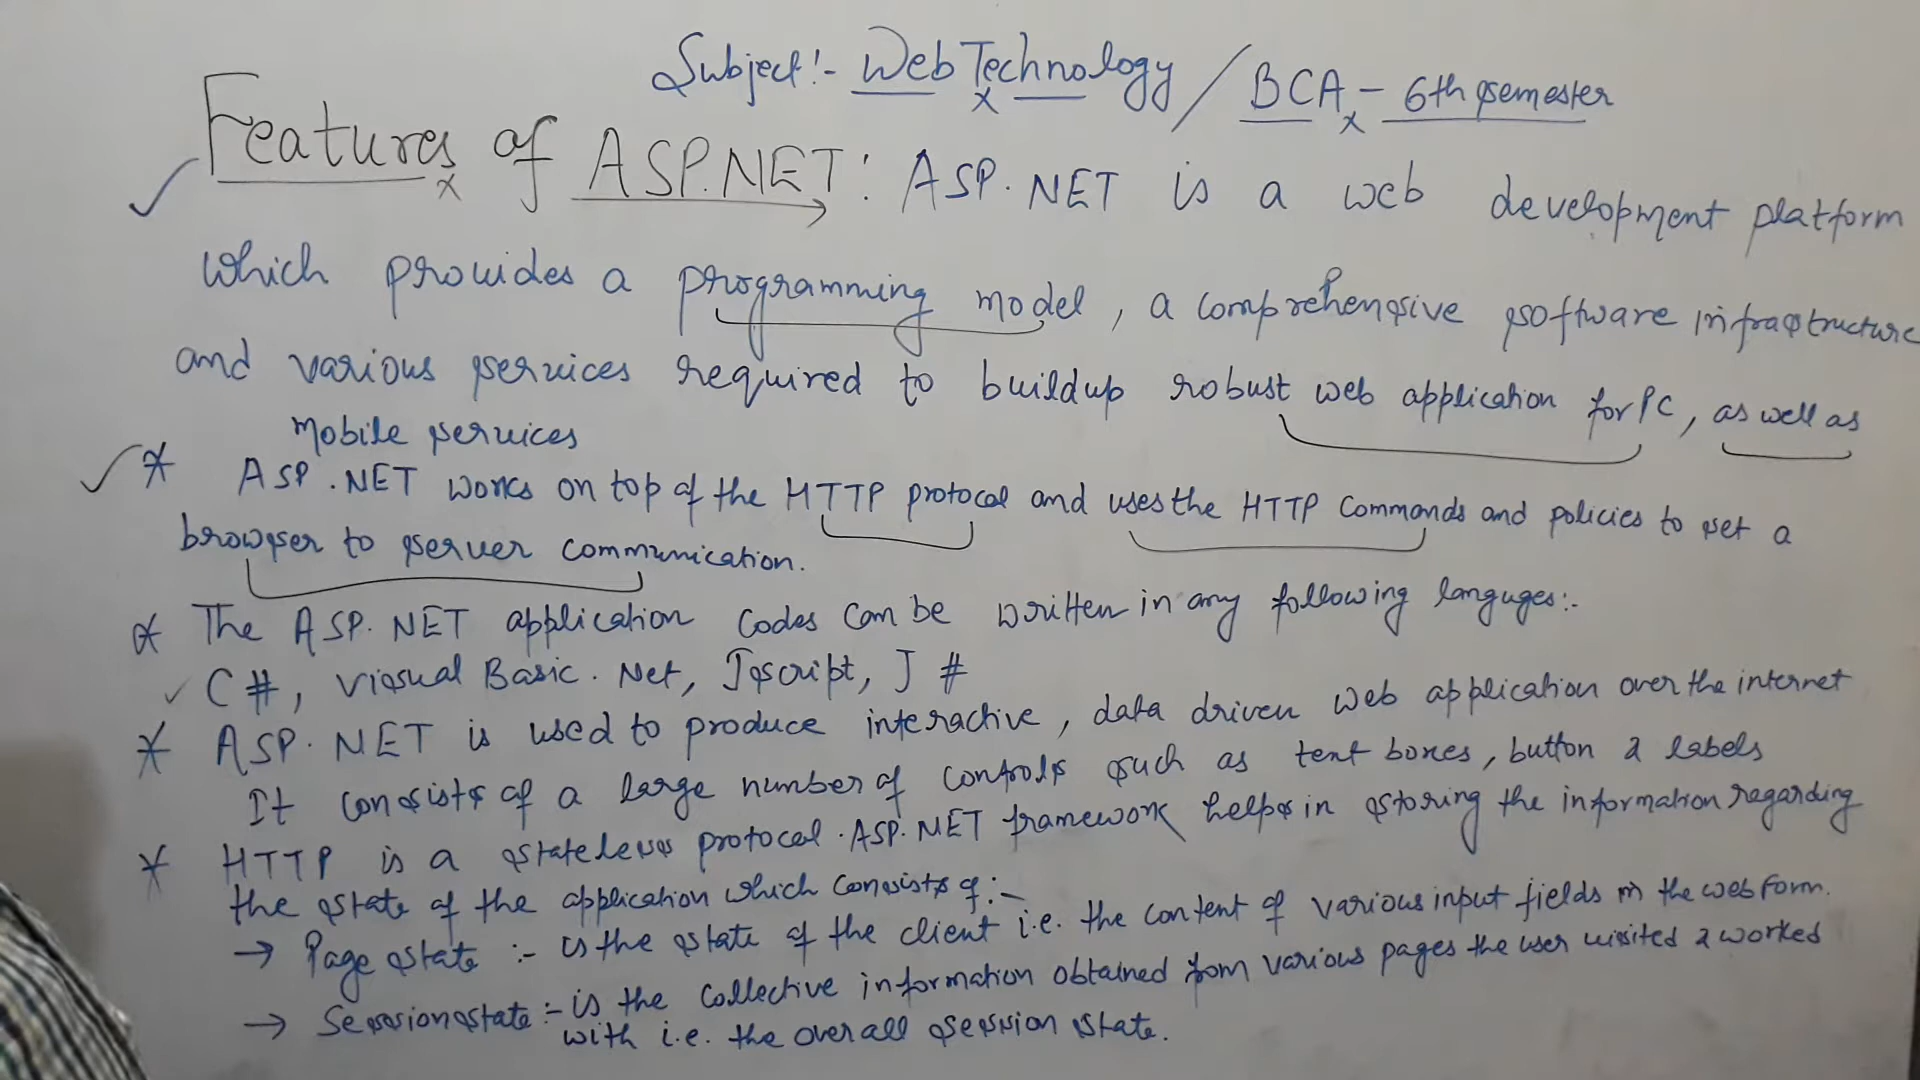 Subject:- Web Technology / BCA - 6th semester
Features of ASP.NET: ASP.NET is a web development platform
which provides a programming model, a comprehensive software infrastructure
and various services required to buildup robust web application for PC, as well as
mobile services
* ASP.NET works on top of the HTTP protocol and uses the HTTP Commands and policies to set a
browser to server communication.
* The ASP.NET application codes can be written in any following languges:-
C#, Viasual Basic.Net, Jscript, J#
* ASP.NET is used to produce interactive, data driven web application over the internet
It consists of a large number of controls such as text boxes, button & labels
* HTTP is a stateless protocol. ASP.NET framework helps in storing the information regarding
the state of the application which consists of:-
→ Page state :- is the state of the client i.e. the content of various input fields in the web form.
→ Session state :- is the collective information obtained from various pages the user visited & worked
with i.e. the overall session state.